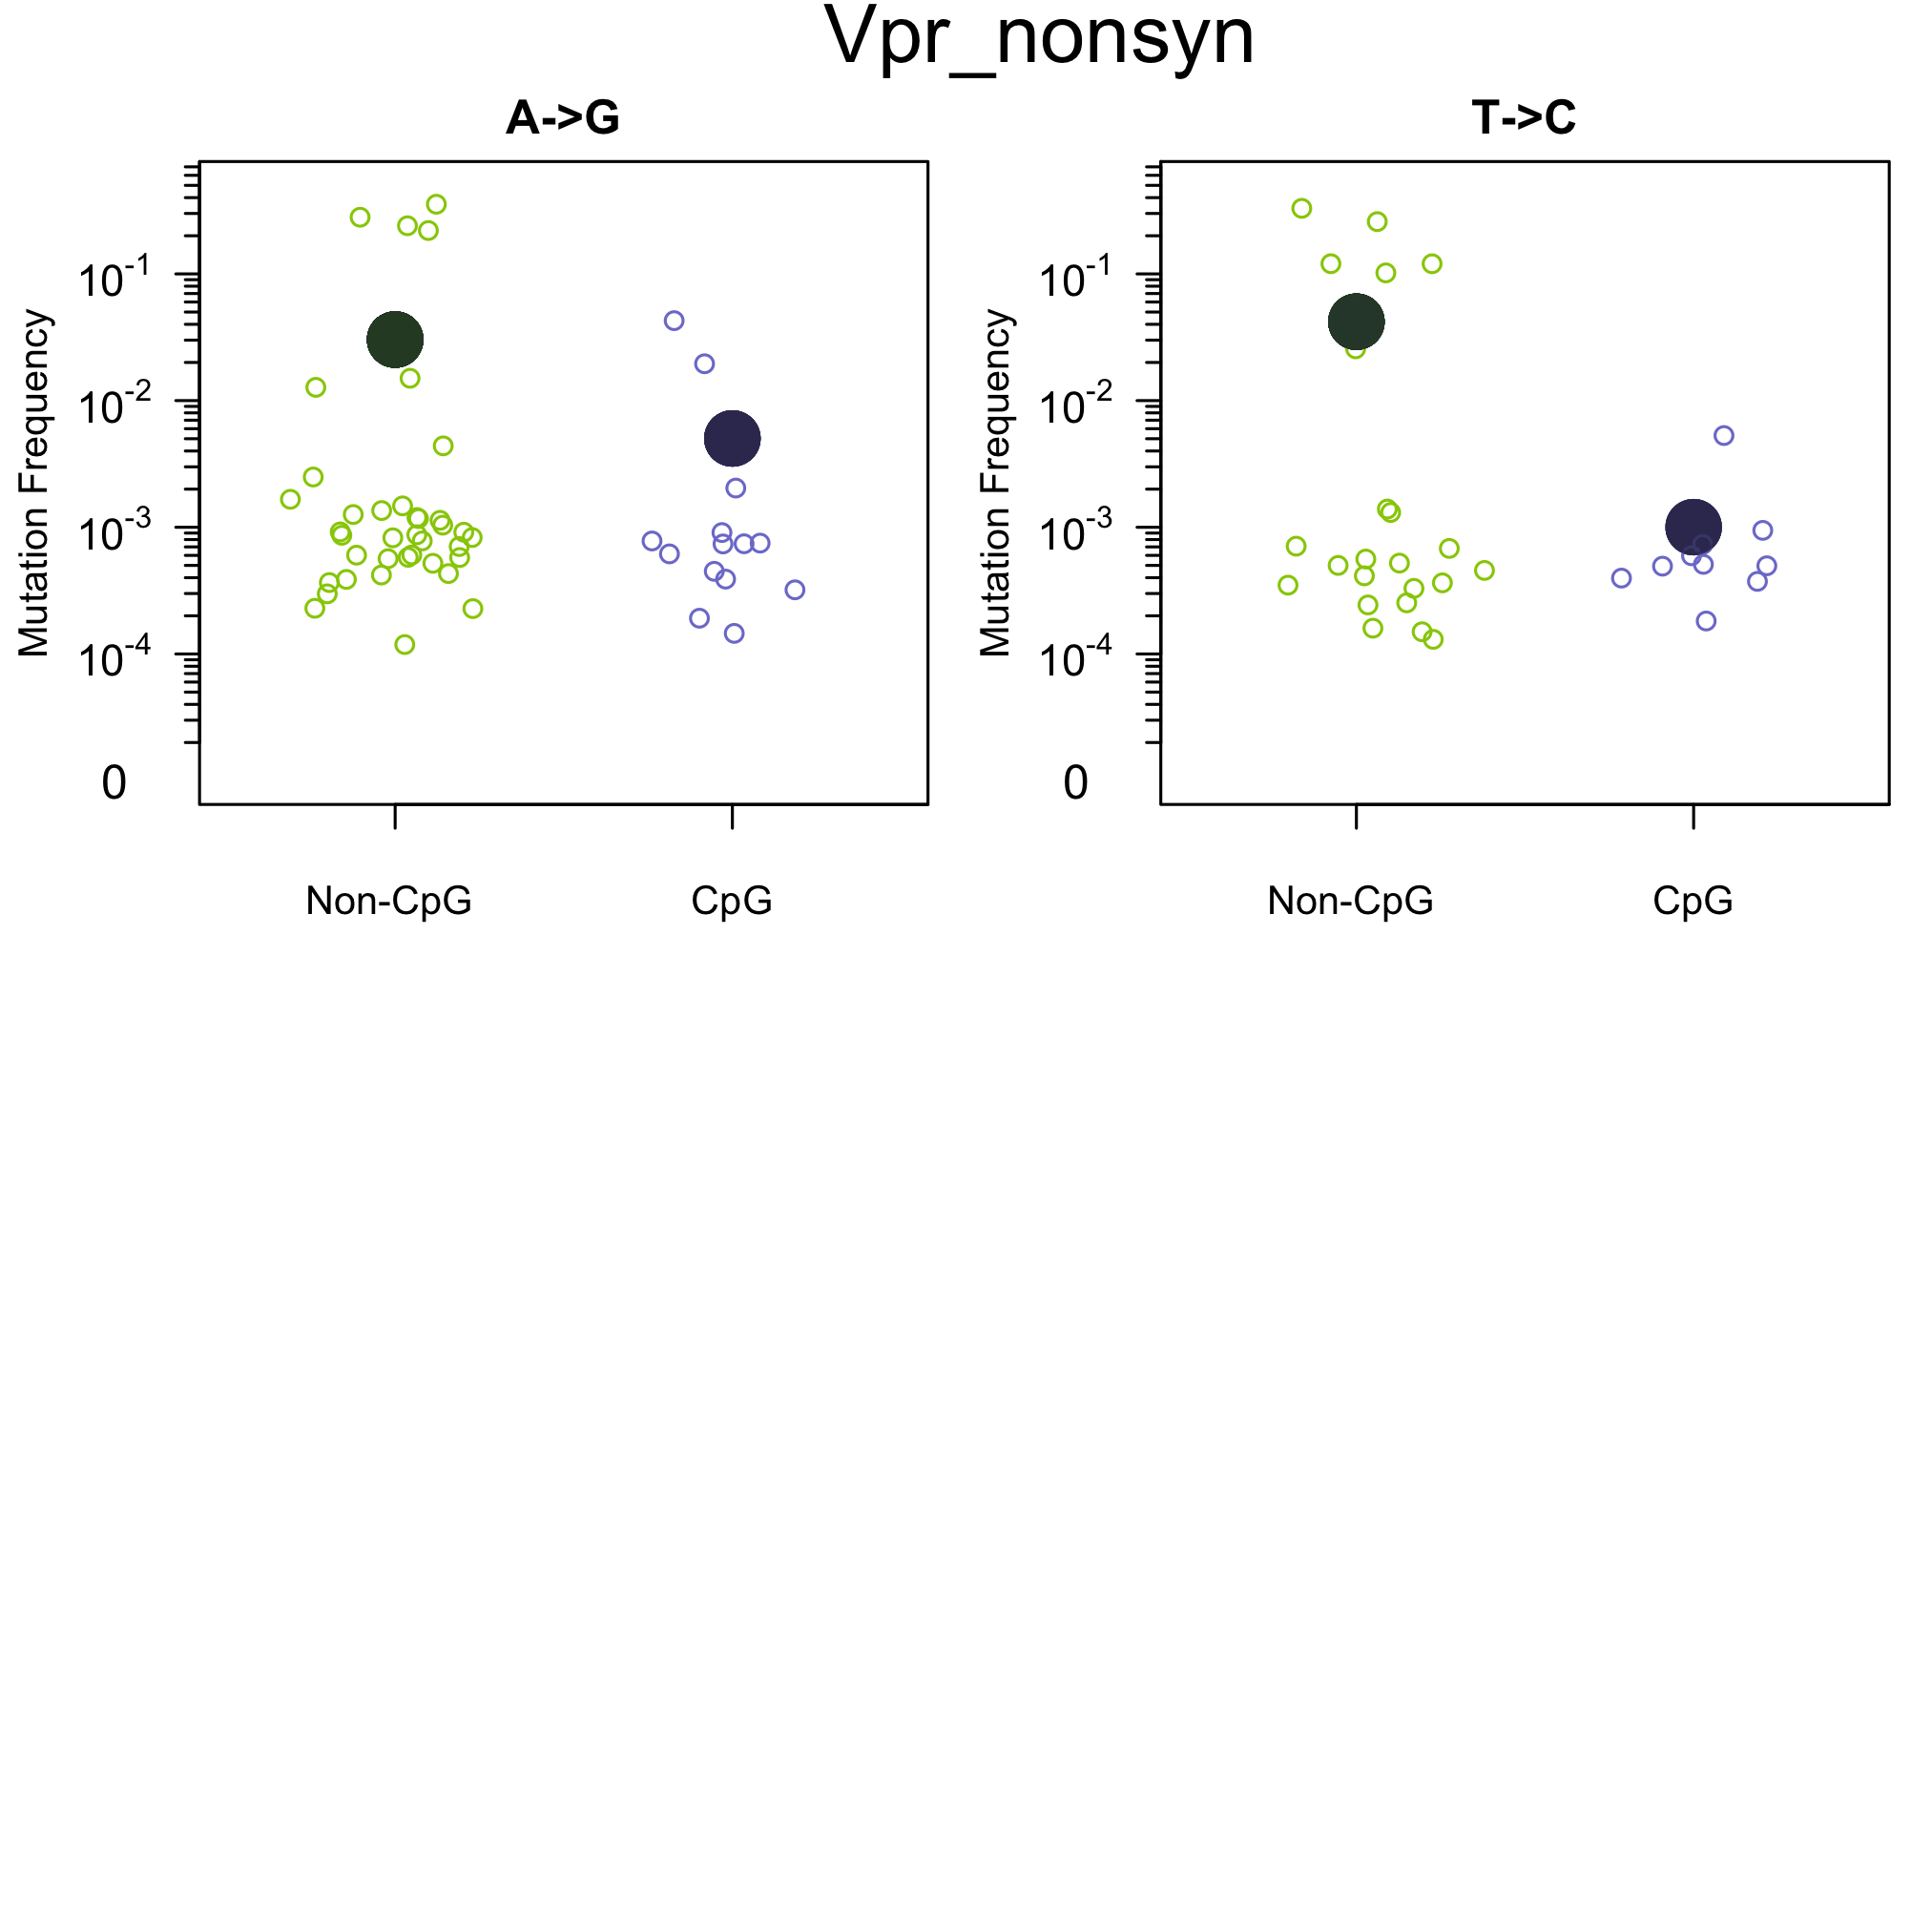 Vpr_nonsyn
A->G
Mutation Frequency
10-1
10-2
10-3
10-4
0
Non-CpG CpG
T->C
Mutation Frequency
10-1
10-2
10-3
10-4
0
Non-CpG CpG